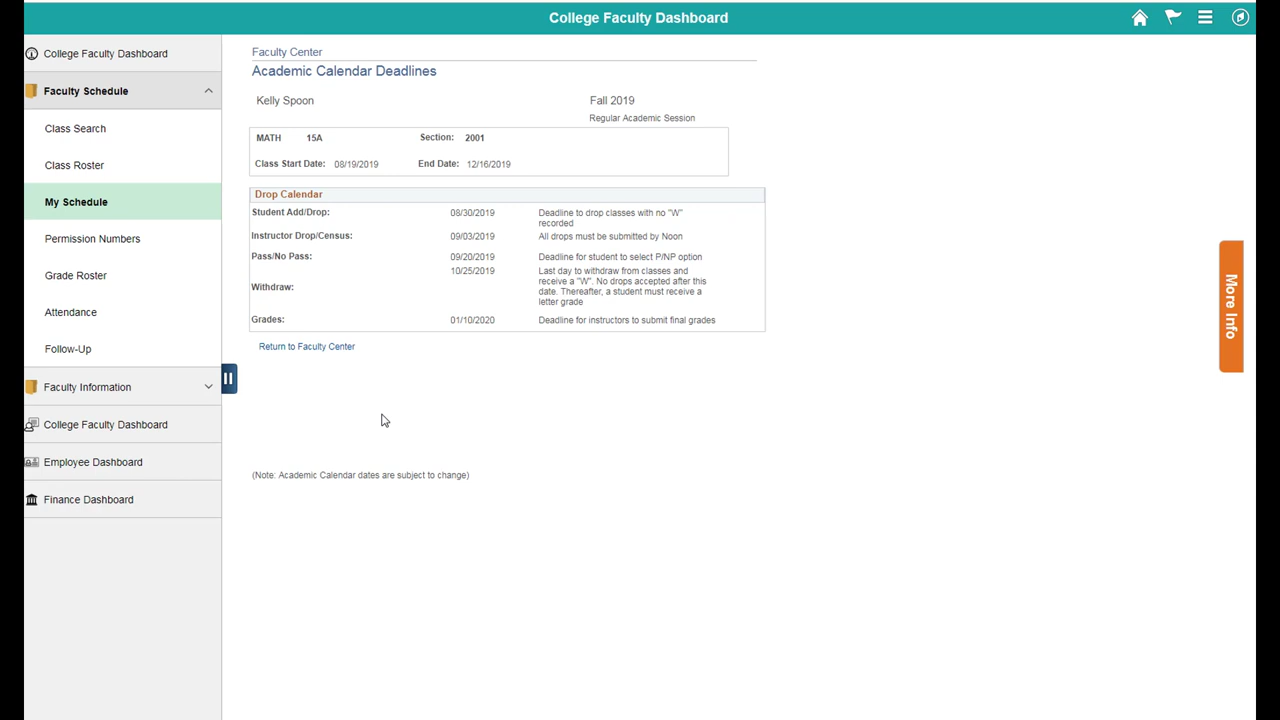 College Faculty Dashboard
College Faculty Dashboard
Faculty Schedule
Class Search
Class Roster
My Schedule
Permission Numbers
Grade Roster
Attendance
Follow-Up
Faculty Information
College Faculty Dashboard
Employee Dashboard
Finance Dashboard
Faculty Center
Academic Calendar Deadlines
Kelly Spoon Fall 2019
Regular Academic Session
MATH 15A Section: 2001
Class Start Date: 08/19/2019 End Date: 12/16/2019
Drop Calendar
Student Add/Drop: 08/30/2019 Deadline to drop classes with no "W"
recorded
Instructor Drop/Census: 09/03/2019 All drops must be submitted by Noon
Pass/No Pass: 09/20/2019 Deadline for student to select P/NP option
10/25/2019 Last day to withdraw from classes and
receive a "W". No drops accepted after this
Withdraw: date. Thereafter, a student must receive a
letter grade
Grades: 01/10/2020 Deadline for instructors to submit final grades
Return to Faculty Center
(Note: Academic Calendar dates are subject to change)
More Info